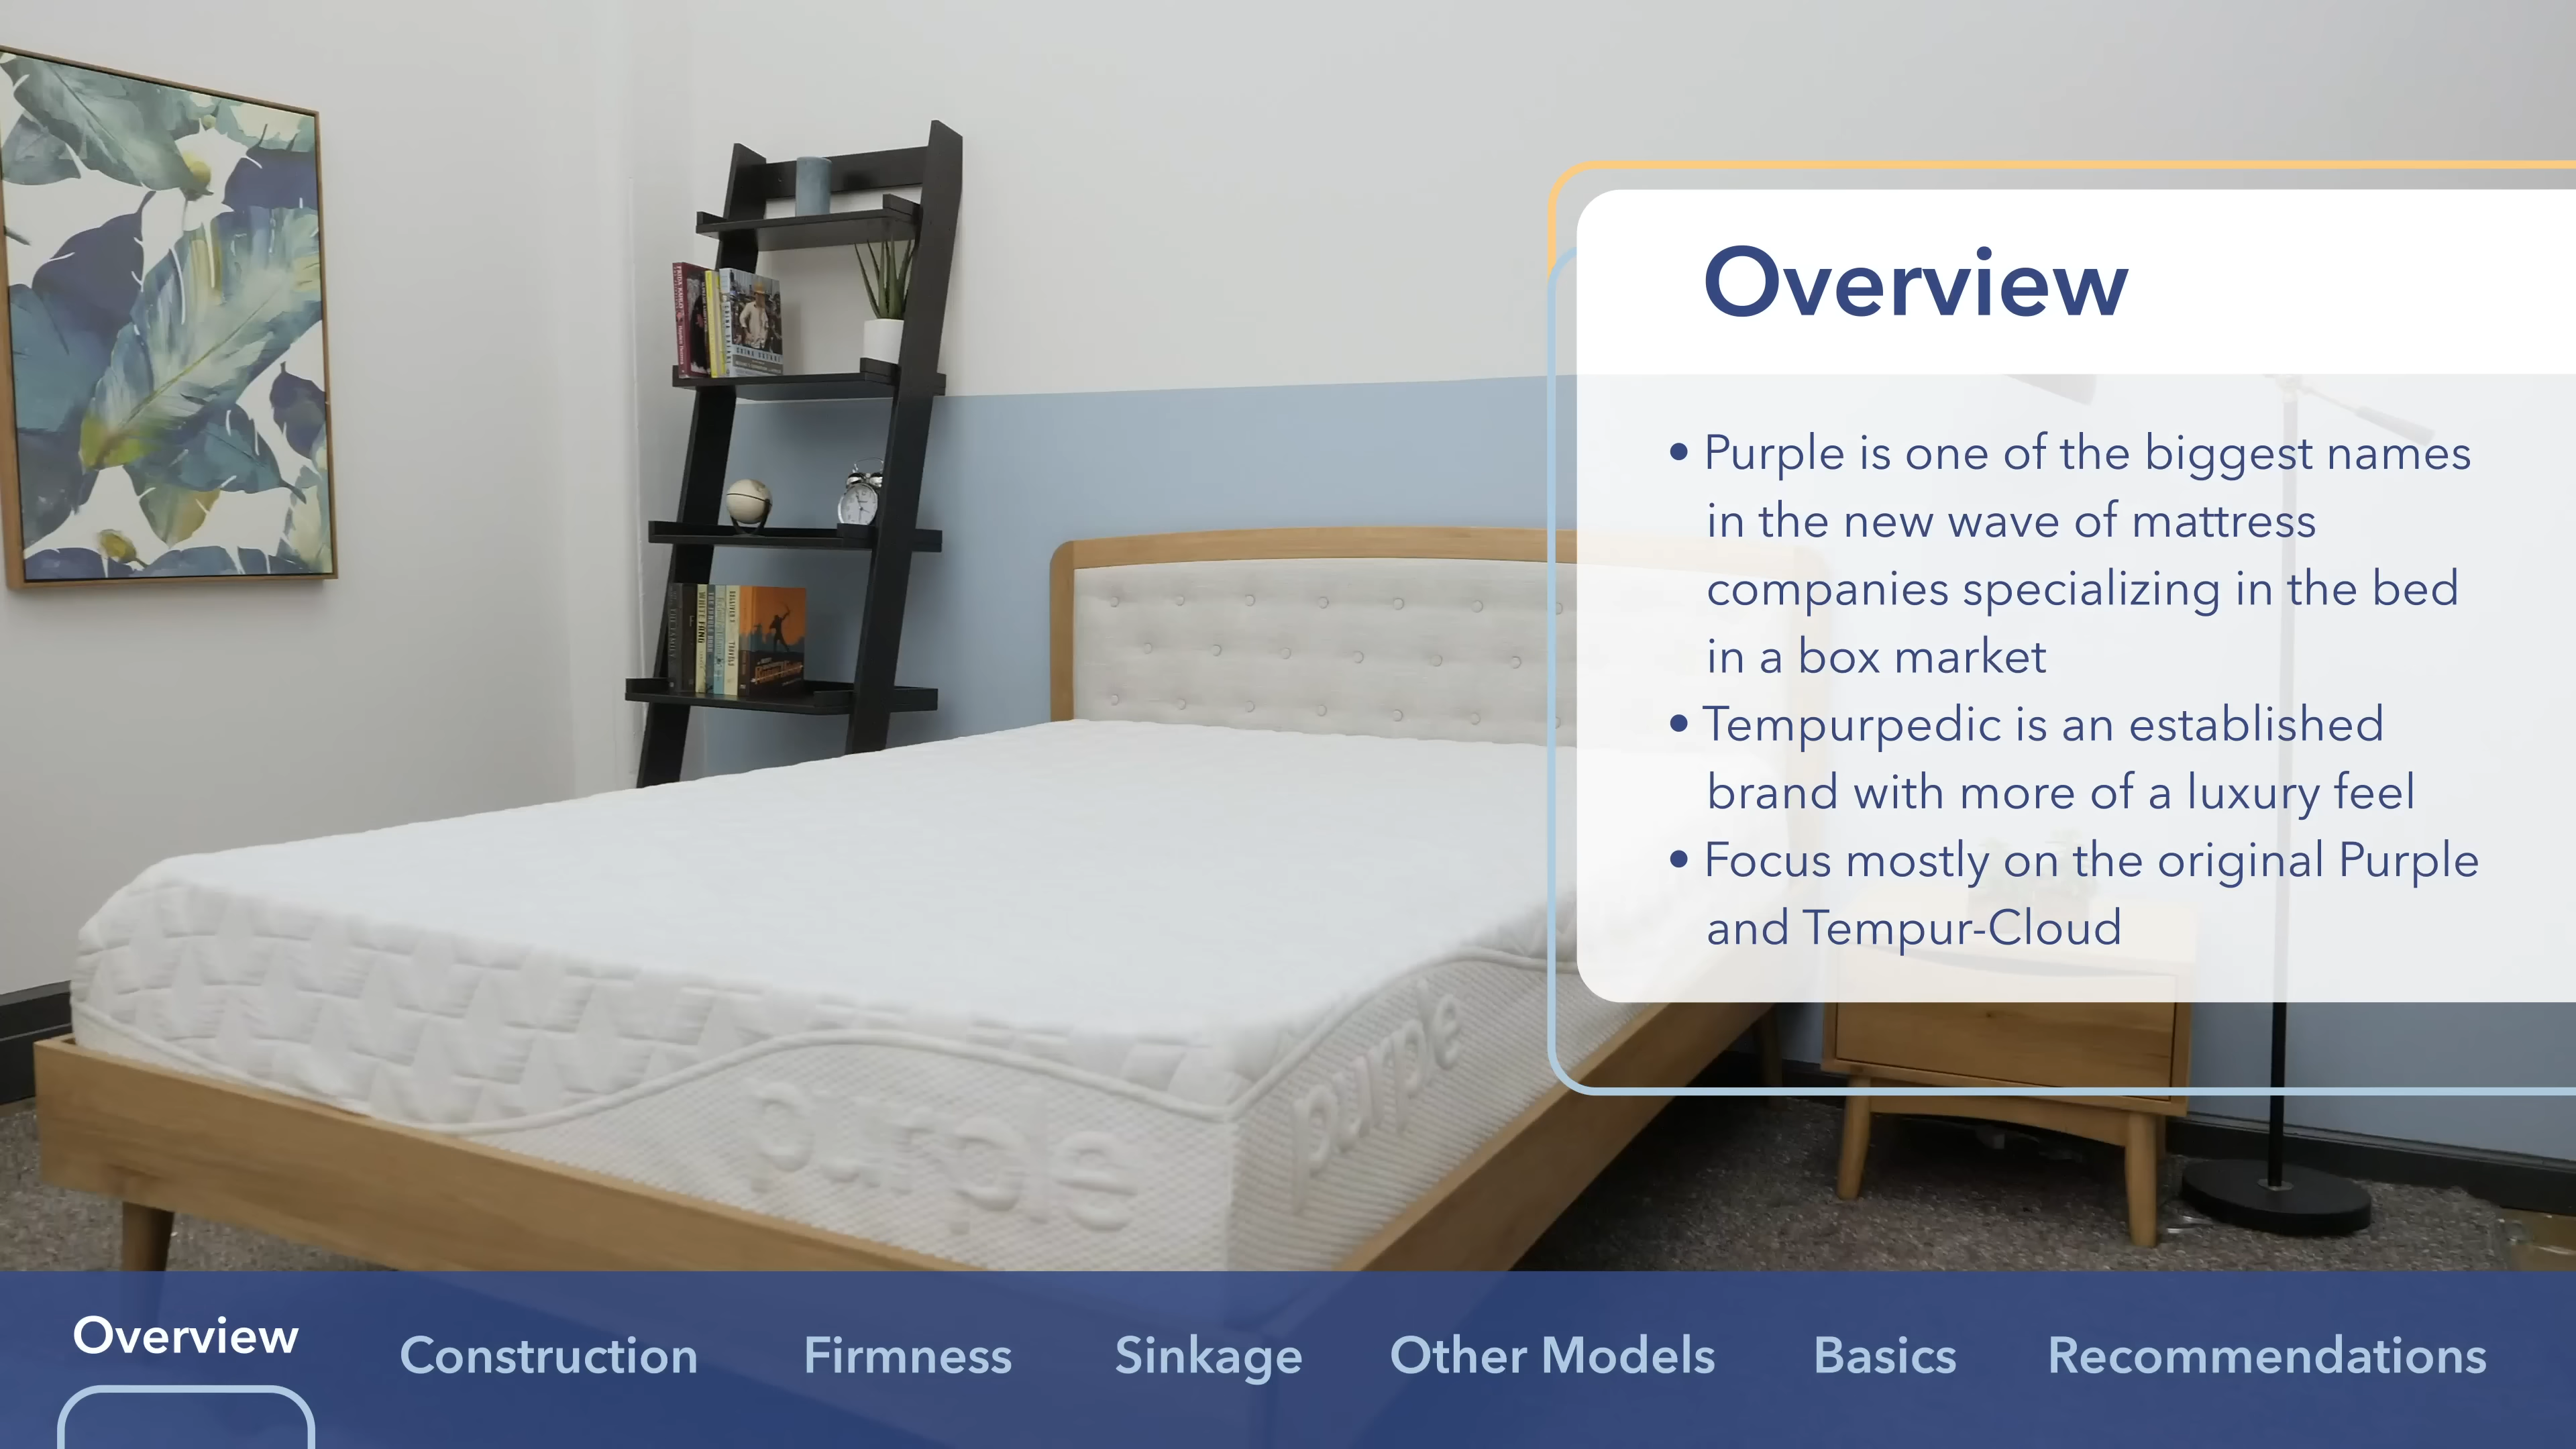 Overview
• Purple is one of the biggest names
in the new wave of mattress
companies specializing in the bed
in a box market
• Tempurpedic is an established
brand with more of a luxury feel
• Focus mostly on the original Purple
and Tempur-Cloud
WHITE FANG
purple
purple
Overview
Construction
Firmness
Sinkage
Other Models
Basics
Recommendations